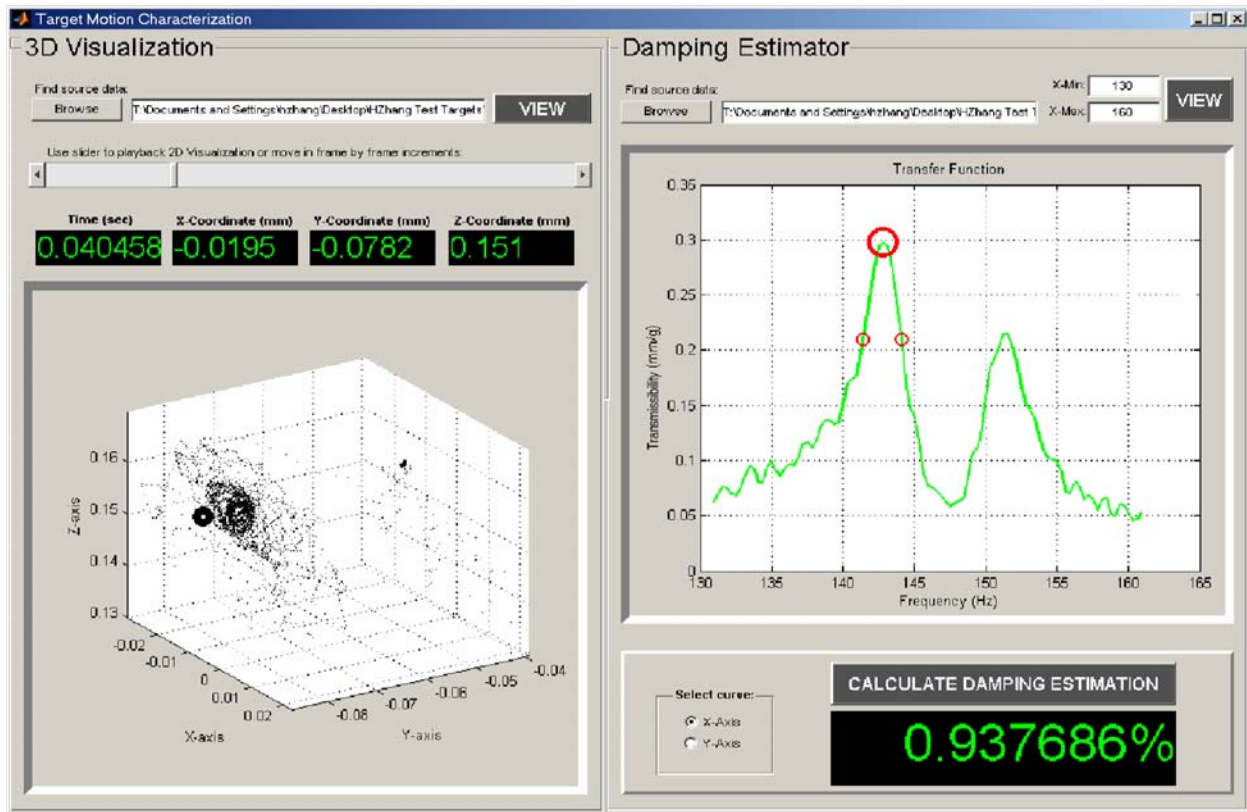 Target Motion Characterization
3D Visualization
Find source data:
Browse
T:\Documents and Settings\hzhang\Desktop\HZhang Test Targets\
VIEW
Use slider to playback 2D Visualization or move in frame by frame increments:
Time (sec) X-Coordinate (mm) Y-Coordinate (mm) Z-Coordinate (mm)
0.040458 -0.0195 -0.0782 0.151
0.16
0.15
0.14
0.13
Z-axis
-0.02
-0.01
0
0.01
0.02
X-axis
-0.08
-0.07
-0.06
-0.05
-0.04
Y-axis
Damping Estimator
Find source data:
Browse
T:\Documents and Settings\hzhang\Desktop\HZhang Test T
X-Min: 130
X-Max: 160
VIEW
Transfer Function
0.35
0.3
0.25
0.2
0.15
0.1
0.05
0
Transmissibility (mm/g)
130 135 140 145 150 155 160 165
Frequency (Hz)
Select curve:
X-Axis
Y-Axis
CALCULATE DAMPING ESTIMATION
0.937686%